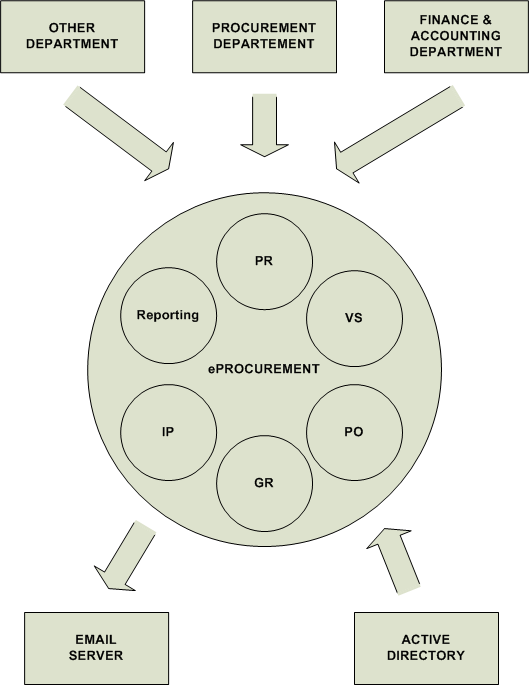 OTHER
DEPARTMENT
PROCUREMENT
DEPARTEMENT
FINANCE &
ACCOUNTING
DEPARTMENT
PR
Reporting
VS
ePROCUREMENT
IP
PO
GR
EMAIL
SERVER
ACTIVE
DIRECTORY